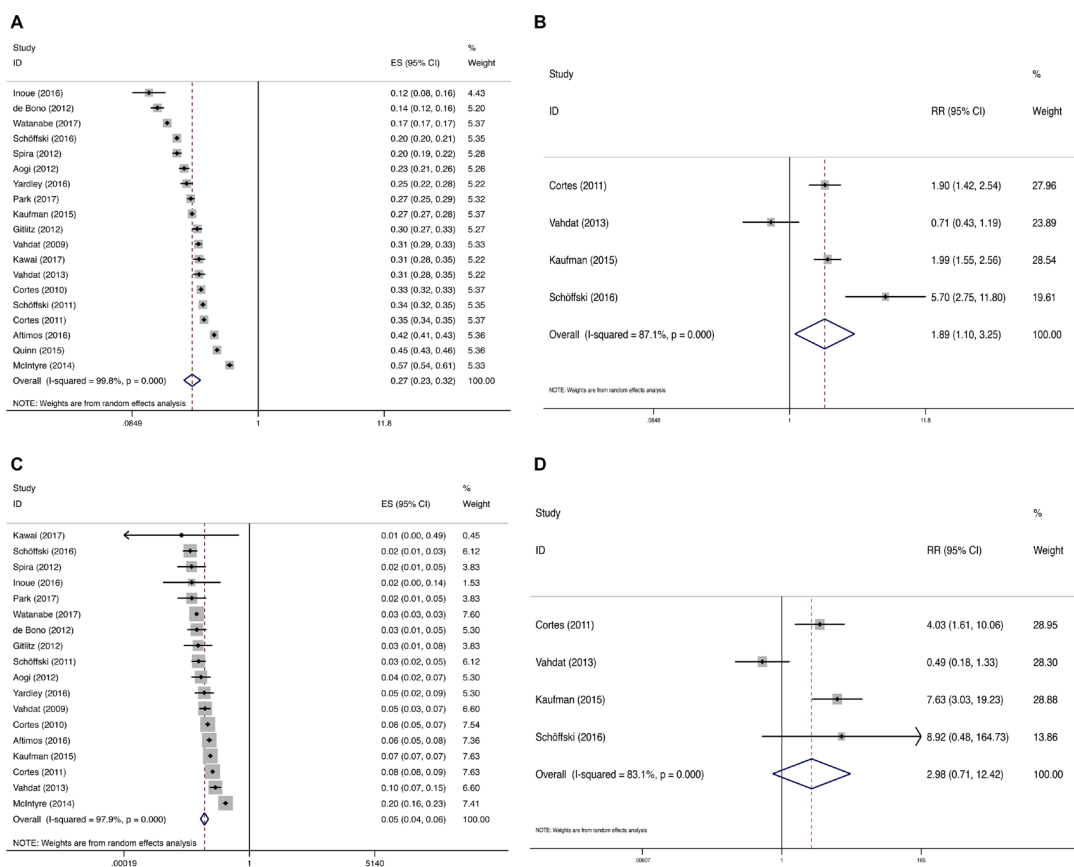 A
Study %
ID ES (95% CI) Weight
Inoue (2016) 0.12 (0.08, 0.16) 4.43
de Bono (2012) 0.14 (0.12, 0.16) 5.20
Watanabe (2017) 0.17 (0.17, 0.17) 5.37
Schöffski (2016) 0.20 (0.20, 0.21) 5.35
Spira (2012) 0.20 (0.19, 0.22) 5.28
Aogi (2012) 0.23 (0.21, 0.26) 5.26
Yardley (2016) 0.25 (0.22, 0.28) 5.22
Park (2017) 0.27 (0.25, 0.29) 5.32
Kaufman (2015) 0.27 (0.27, 0.28) 5.37
Gitlitz (2012) 0.30 (0.27, 0.33) 5.27
Vahdat (2009) 0.31 (0.29, 0.33) 5.33
Kawai (2017) 0.31 (0.28, 0.35) 5.22
Vahdat (2013) 0.31 (0.28, 0.35) 5.22
Cortes (2010) 0.33 (0.32, 0.33) 5.37
Schöffski (2011) 0.34 (0.32, 0.35) 5.35
Cortes (2011) 0.35 (0.34, 0.35) 5.37
Aftimos (2016) 0.42 (0.41, 0.43) 5.36
Quinn (2015) 0.45 (0.43, 0.46) 5.36
McIntyre (2014) 0.57 (0.54, 0.61) 5.33
Overall (I-squared = 99.8%, p = 0.000) 0.27 (0.23, 0.32) 100.00
NOTE: Weights are from random effects analysis
.0849 1 11.8
B
Study %
ID RR (95% CI) Weight
Cortes (2011) 1.90 (1.42, 2.54) 27.96
Vahdat (2013) 0.71 (0.43, 1.19) 23.89
Kaufman (2015) 1.99 (1.55, 2.56) 28.54
Schöffski (2016) 5.70 (2.75, 11.80) 19.61
Overall (I-squared = 87.1%, p = 0.000) 1.89 (1.10, 3.25) 100.00
NOTE: Weights are from random effects analysis
.0848 1 11.8
C
Study %
ID ES (95% CI) Weight
Kawai (2017) 0.01 (0.00, 0.49) 0.45
Schöffski (2016) 0.02 (0.01, 0.03) 6.12
Spira (2012) 0.02 (0.01, 0.05) 3.83
Inoue (2016) 0.02 (0.00, 0.14) 1.53
Park (2017) 0.02 (0.01, 0.05) 3.83
Watanabe (2017) 0.03 (0.03, 0.03) 7.60
de Bono (2012) 0.03 (0.01, 0.05) 5.30
Gitlitz (2012) 0.03 (0.01, 0.08) 3.83
Schöffski (2011) 0.03 (0.02, 0.05) 6.12
Aogi (2012) 0.04 (0.02, 0.07) 5.30
Yardley (2016) 0.05 (0.02, 0.09) 5.30
Vahdat (2009) 0.05 (0.03, 0.07) 6.60
Cortes (2010) 0.06 (0.05, 0.07) 7.54
Aftimos (2016) 0.06 (0.05, 0.08) 7.36
Kaufman (2015) 0.07 (0.07, 0.07) 7.63
Cortes (2011) 0.08 (0.08, 0.09) 7.63
Vahdat (2013) 0.10 (0.07, 0.15) 6.60
McIntyre (2014) 0.20 (0.16, 0.23) 7.41
Overall (I-squared = 97.9%, p = 0.000) 0.05 (0.04, 0.06) 100.00
NOTE: Weights are from random effects analysis
.00019 1 5140
D
Study %
ID RR (95% CI) Weight
Cortes (2011) 4.03 (1.61, 10.06) 28.95
Vahdat (2013) 0.49 (0.18, 1.33) 28.30
Kaufman (2015) 7.63 (3.03, 19.23) 28.88
Schöffski (2016) 8.92 (0.48, 164.73) 13.86
Overall (I-squared = 83.1%, p = 0.000) 2.98 (0.71, 12.42) 100.00
NOTE: Weights are from random effects analysis
.00607 1 165